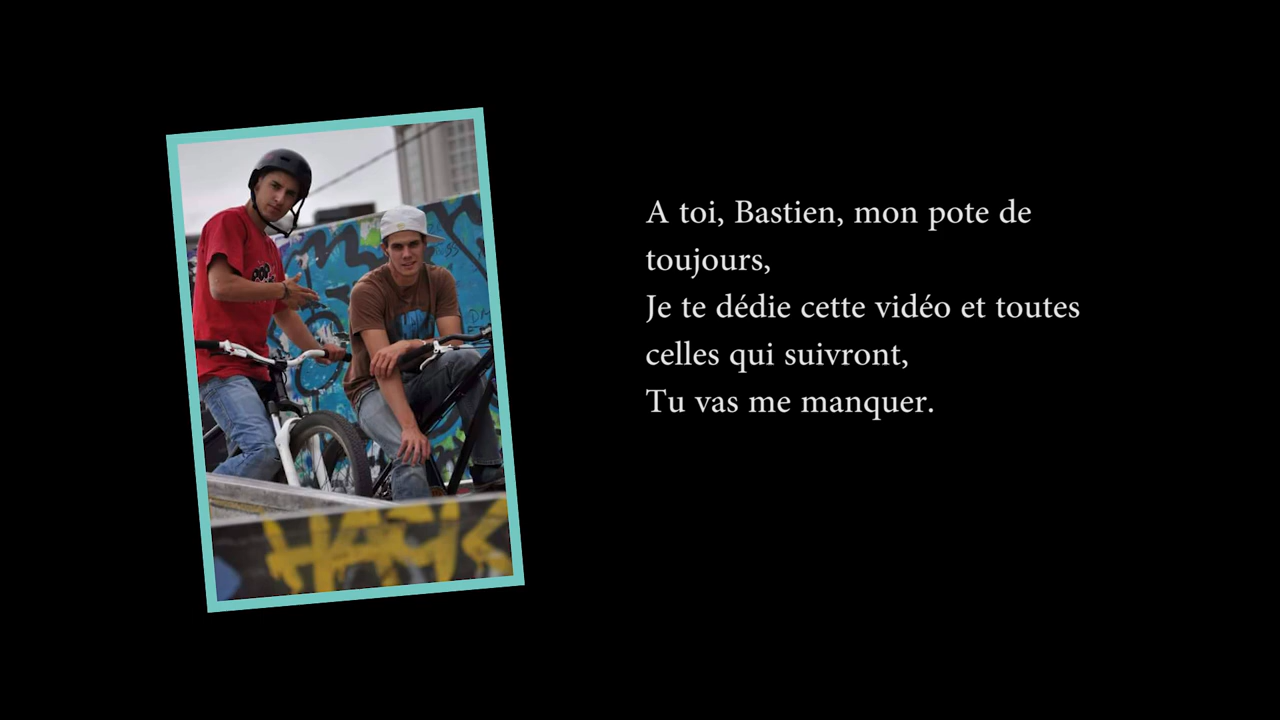 A toi, Bastien, mon pote de
toujours,
Je te dédie cette vidéo et toutes
celles qui suivront,
Tu vas me manquer.
HACK